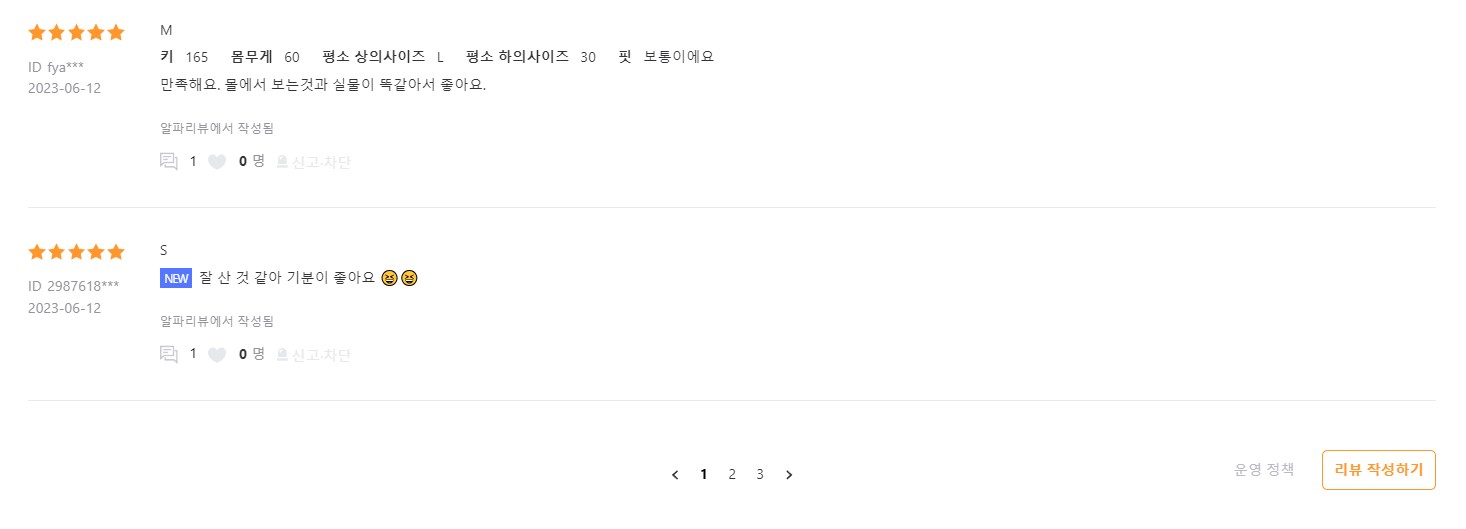 M
키 165 몸무게 60 평소 상의사이즈 L 평소 하의사이즈 30 핏 보통이에요
ID fya***
2023-06-12
만족해요. 몰에서 보는것과 실물이 똑같아서 좋아요.
알파리뷰에서 작성됨
1 0 명 신고·차단
S
NEW 잘 산 것 같아 기분이 좋아요 😆😆
ID 2987618***
2023-06-12
알파리뷰에서 작성됨
1 0 명 신고·차단
< 1 2 3 > 운영 정책 리뷰 작성하기